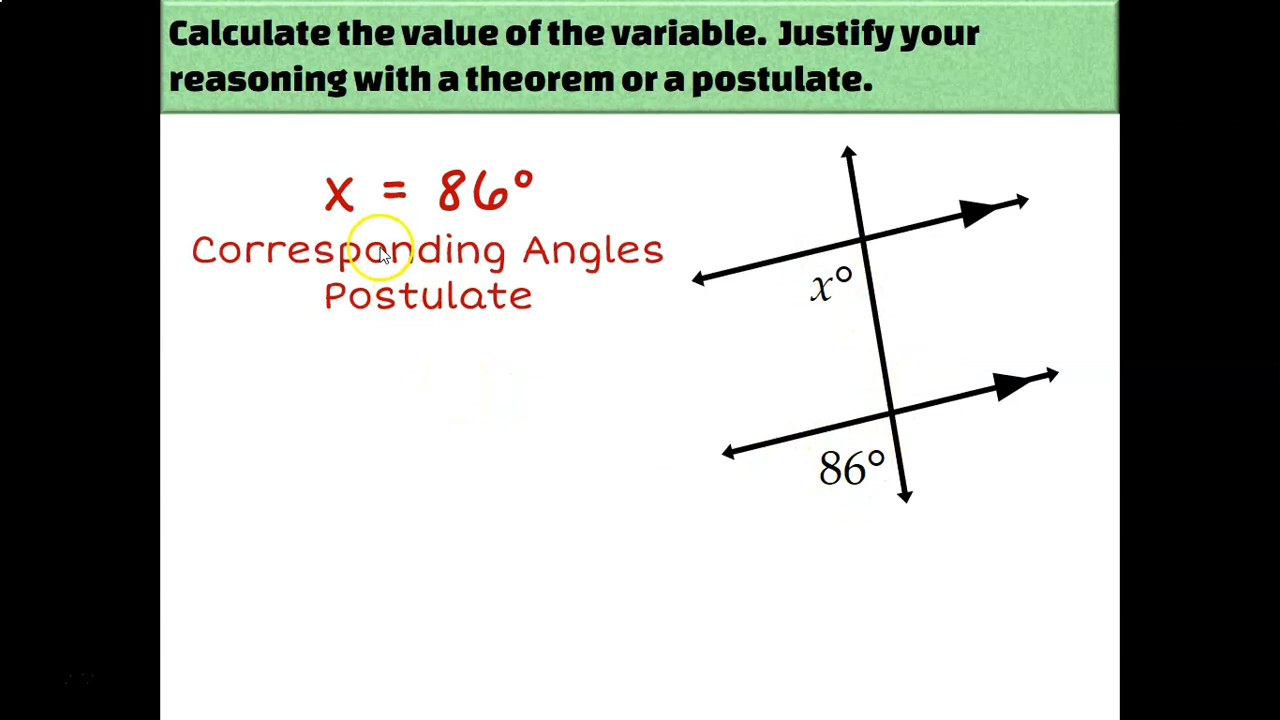 Calculate the value of the variable.  Justify your
reasoning with a theorem or a postulate.
x = 86°
Corresponding Angles
Postulate
x°
86°